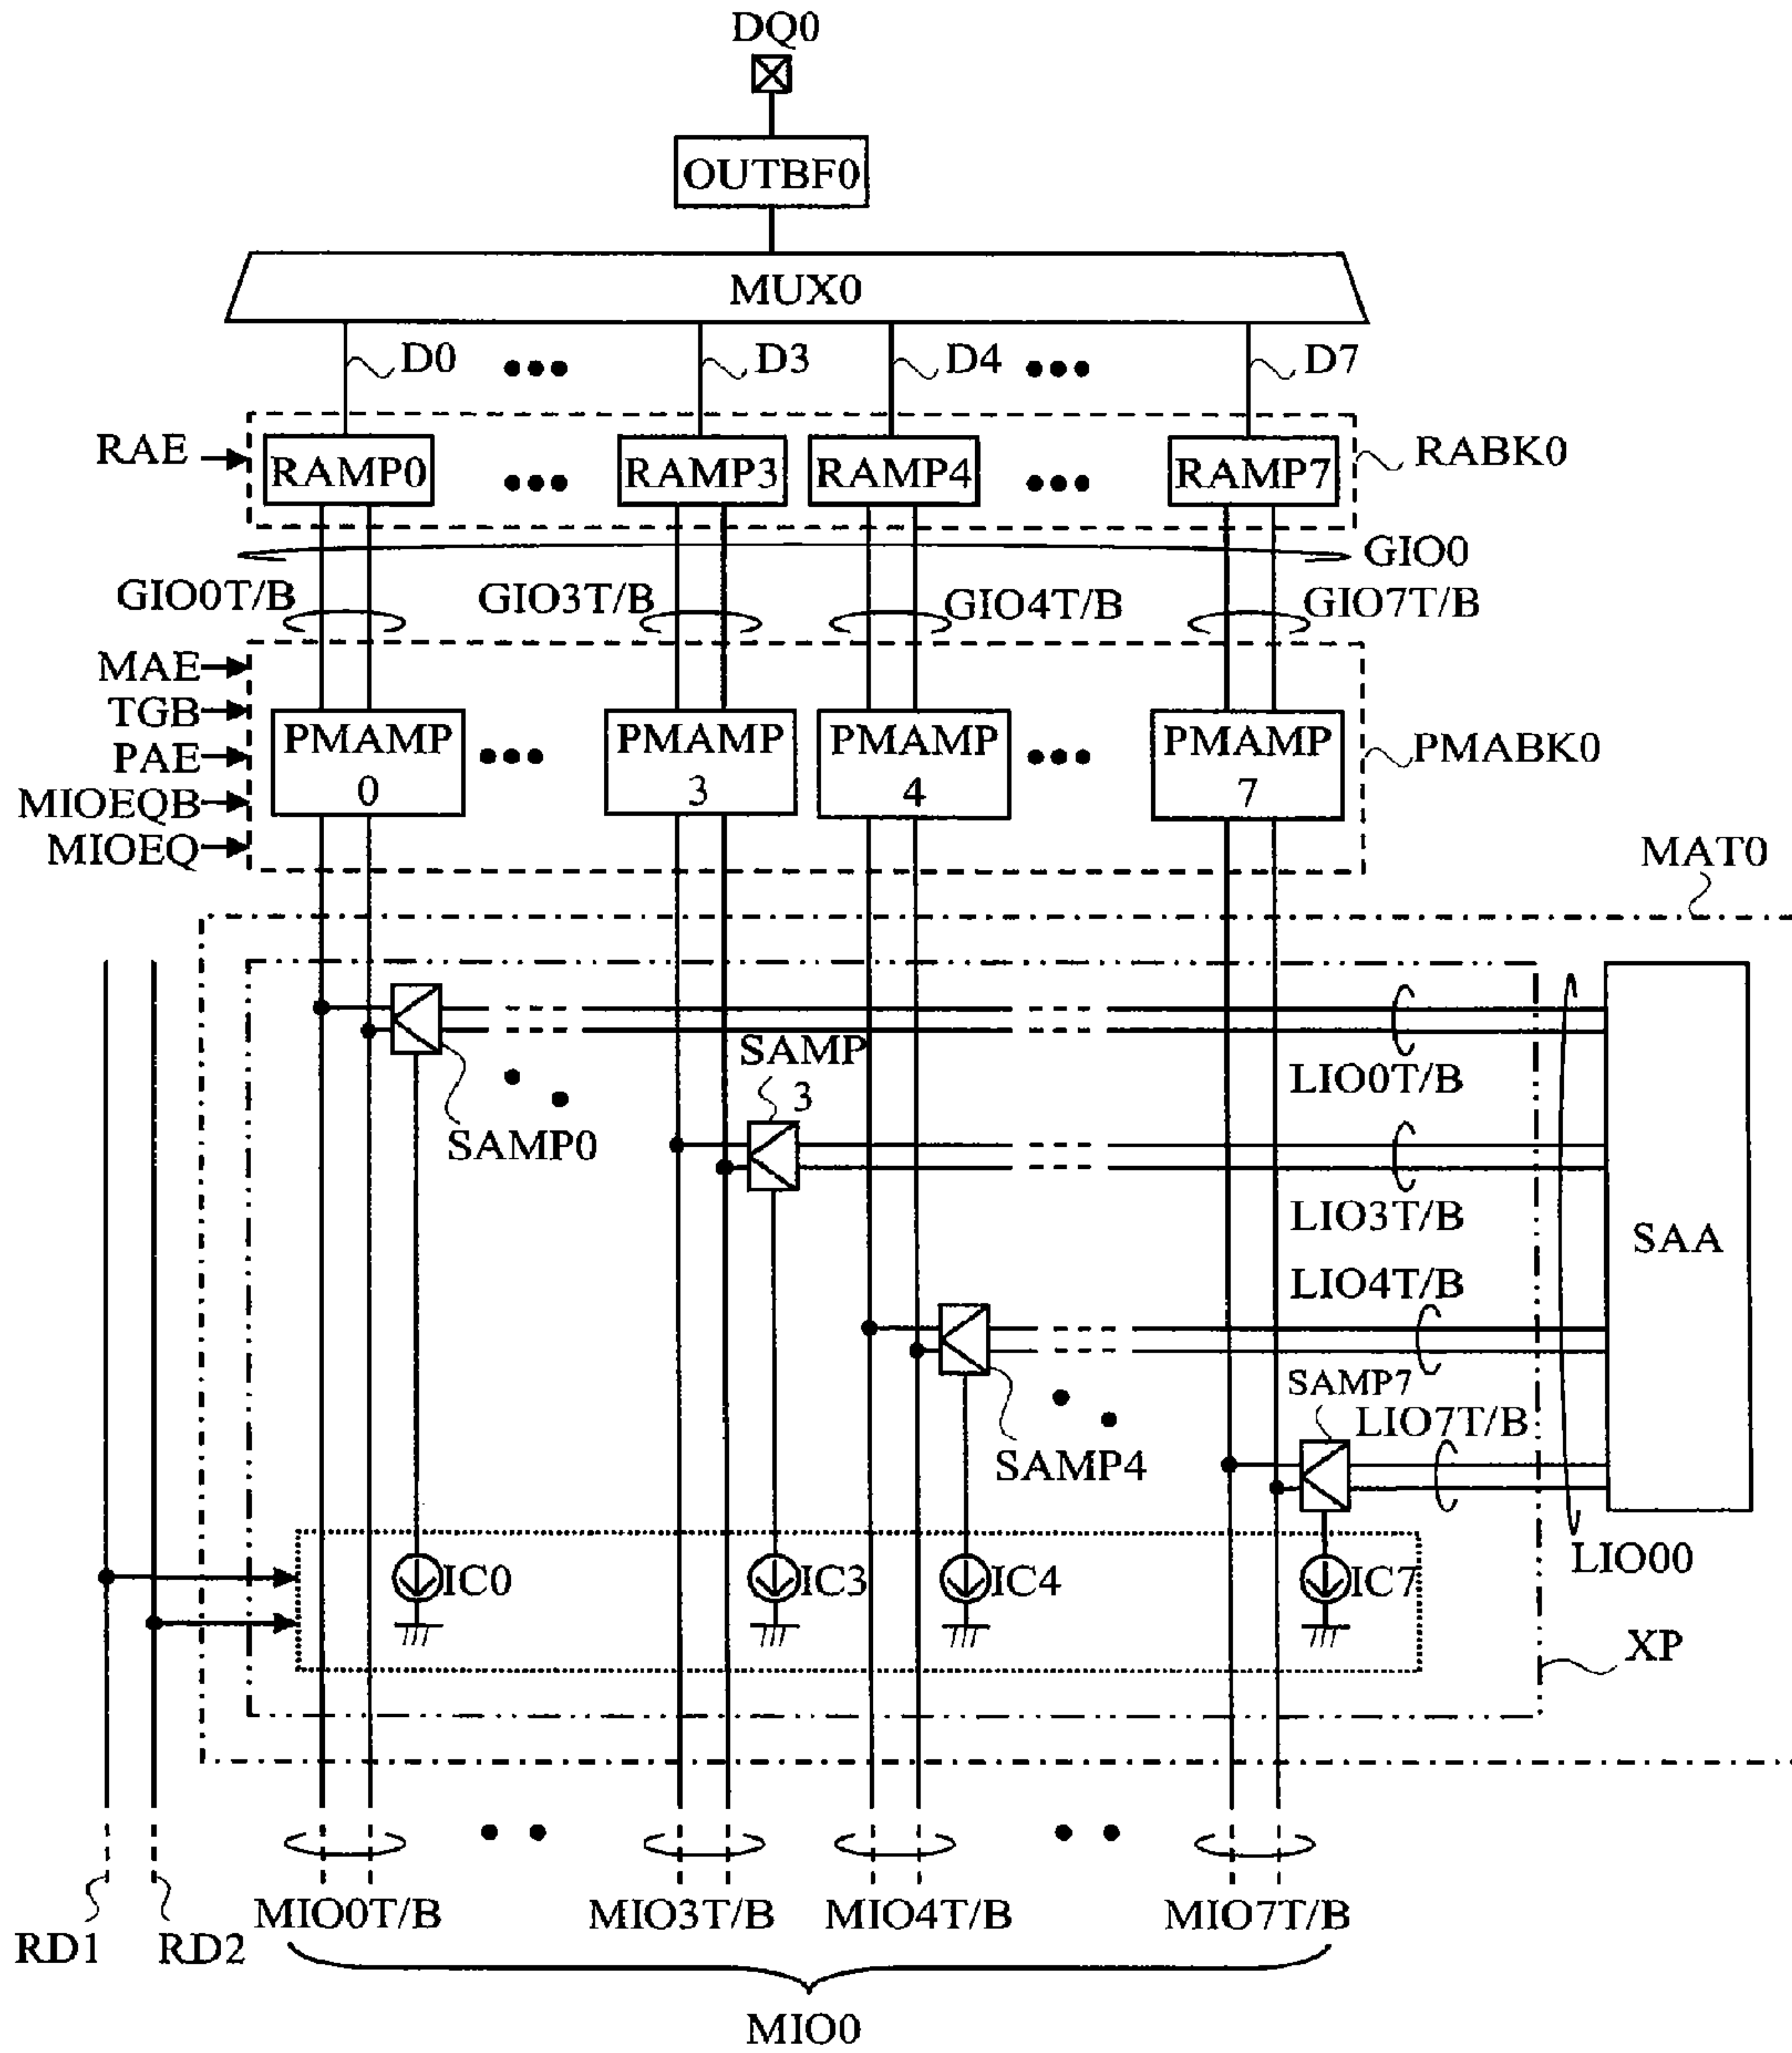 DQ0
OUTBF0
MUX0
D0
D3
D4
D7
RAE
RAMP0
RAMP3
RAMP4
RAMP7
RABK0
GIO0
GIO0T/B
GIO3T/B
GIO4T/B
GIO7T/B
MAE
TGB
PAE
MIOEQB
MIOEQ
PMAMP
0
PMAMP
3
PMAMP
4
PMAMP
7
PMABK0
MAT0
SAMP
3
LIO0T/B
SAMP0
LIO3T/B
SAA
LIO4T/B
SAMP7
LIO7T/B
SAMP4
LIO00
IC0
IC3
IC4
IC7
XP
MIO0T/B
MIO3T/B
MIO4T/B
MIO7T/B
RD1
RD2
MIO0